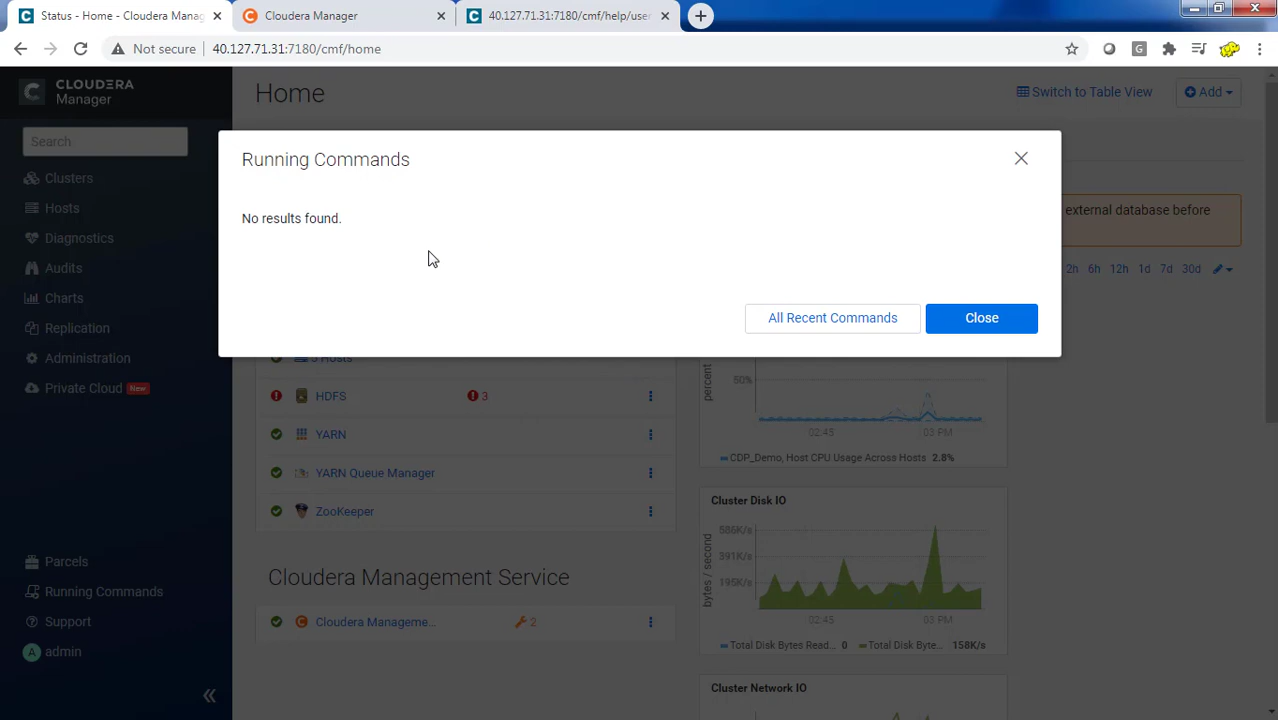 Status - Home - Cloudera Manag
Cloudera Manager
40.127.71.31:7180/cmf/help/user
Not secure
40.127.71.31:7180/cmf/home
CLOUDERA
Manager
Home
Switch to Table View
Add
Search
Running Commands
No results found.
All Recent Commands
Close
external database before
2h 6h 12h 1d 7d 30d
Clusters
Hosts
Diagnostics
Audits
Charts
Replication
Administration
Private Cloud New
Parcels
Running Commands
Support
A admin
3 Hosts
HDFS 3
YARN
YARN Queue Manager
ZooKeeper
Cloudera Management Service
Cloudera Manageme... 2
percent
50%
02:45 03 PM
CDP_Demo, Host CPU Usage Across Hosts 2.8%
Cluster Disk IO
bytes / second
586K/s
391K/s
195K/s
02:45 03 PM
Total Disk Bytes Read... 0 Total Disk Byte... 158K/s
Cluster Network IO